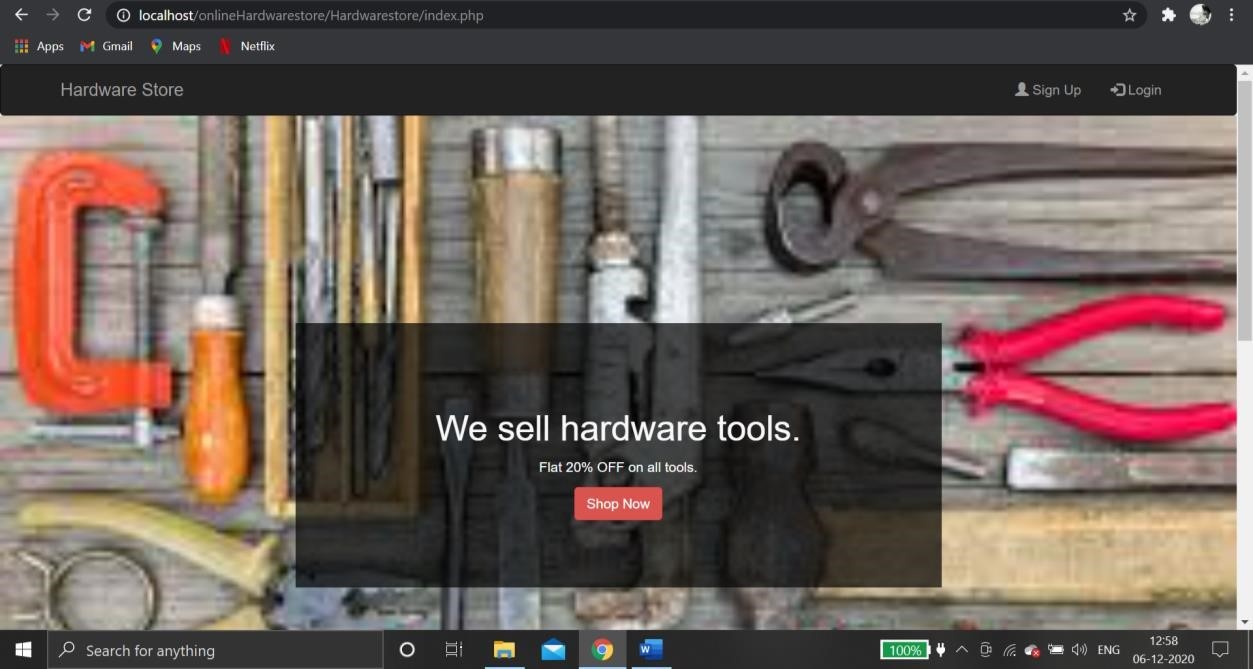 localhost/onlineHardwarestore/Hardwarestore/index.php
Apps Gmail Maps Netflix
Hardware Store Sign Up Login
We sell hardware tools.
Flat 20% OFF on all tools.
Shop Now
Search for anything 100% ENG 12:58
06-12-2020